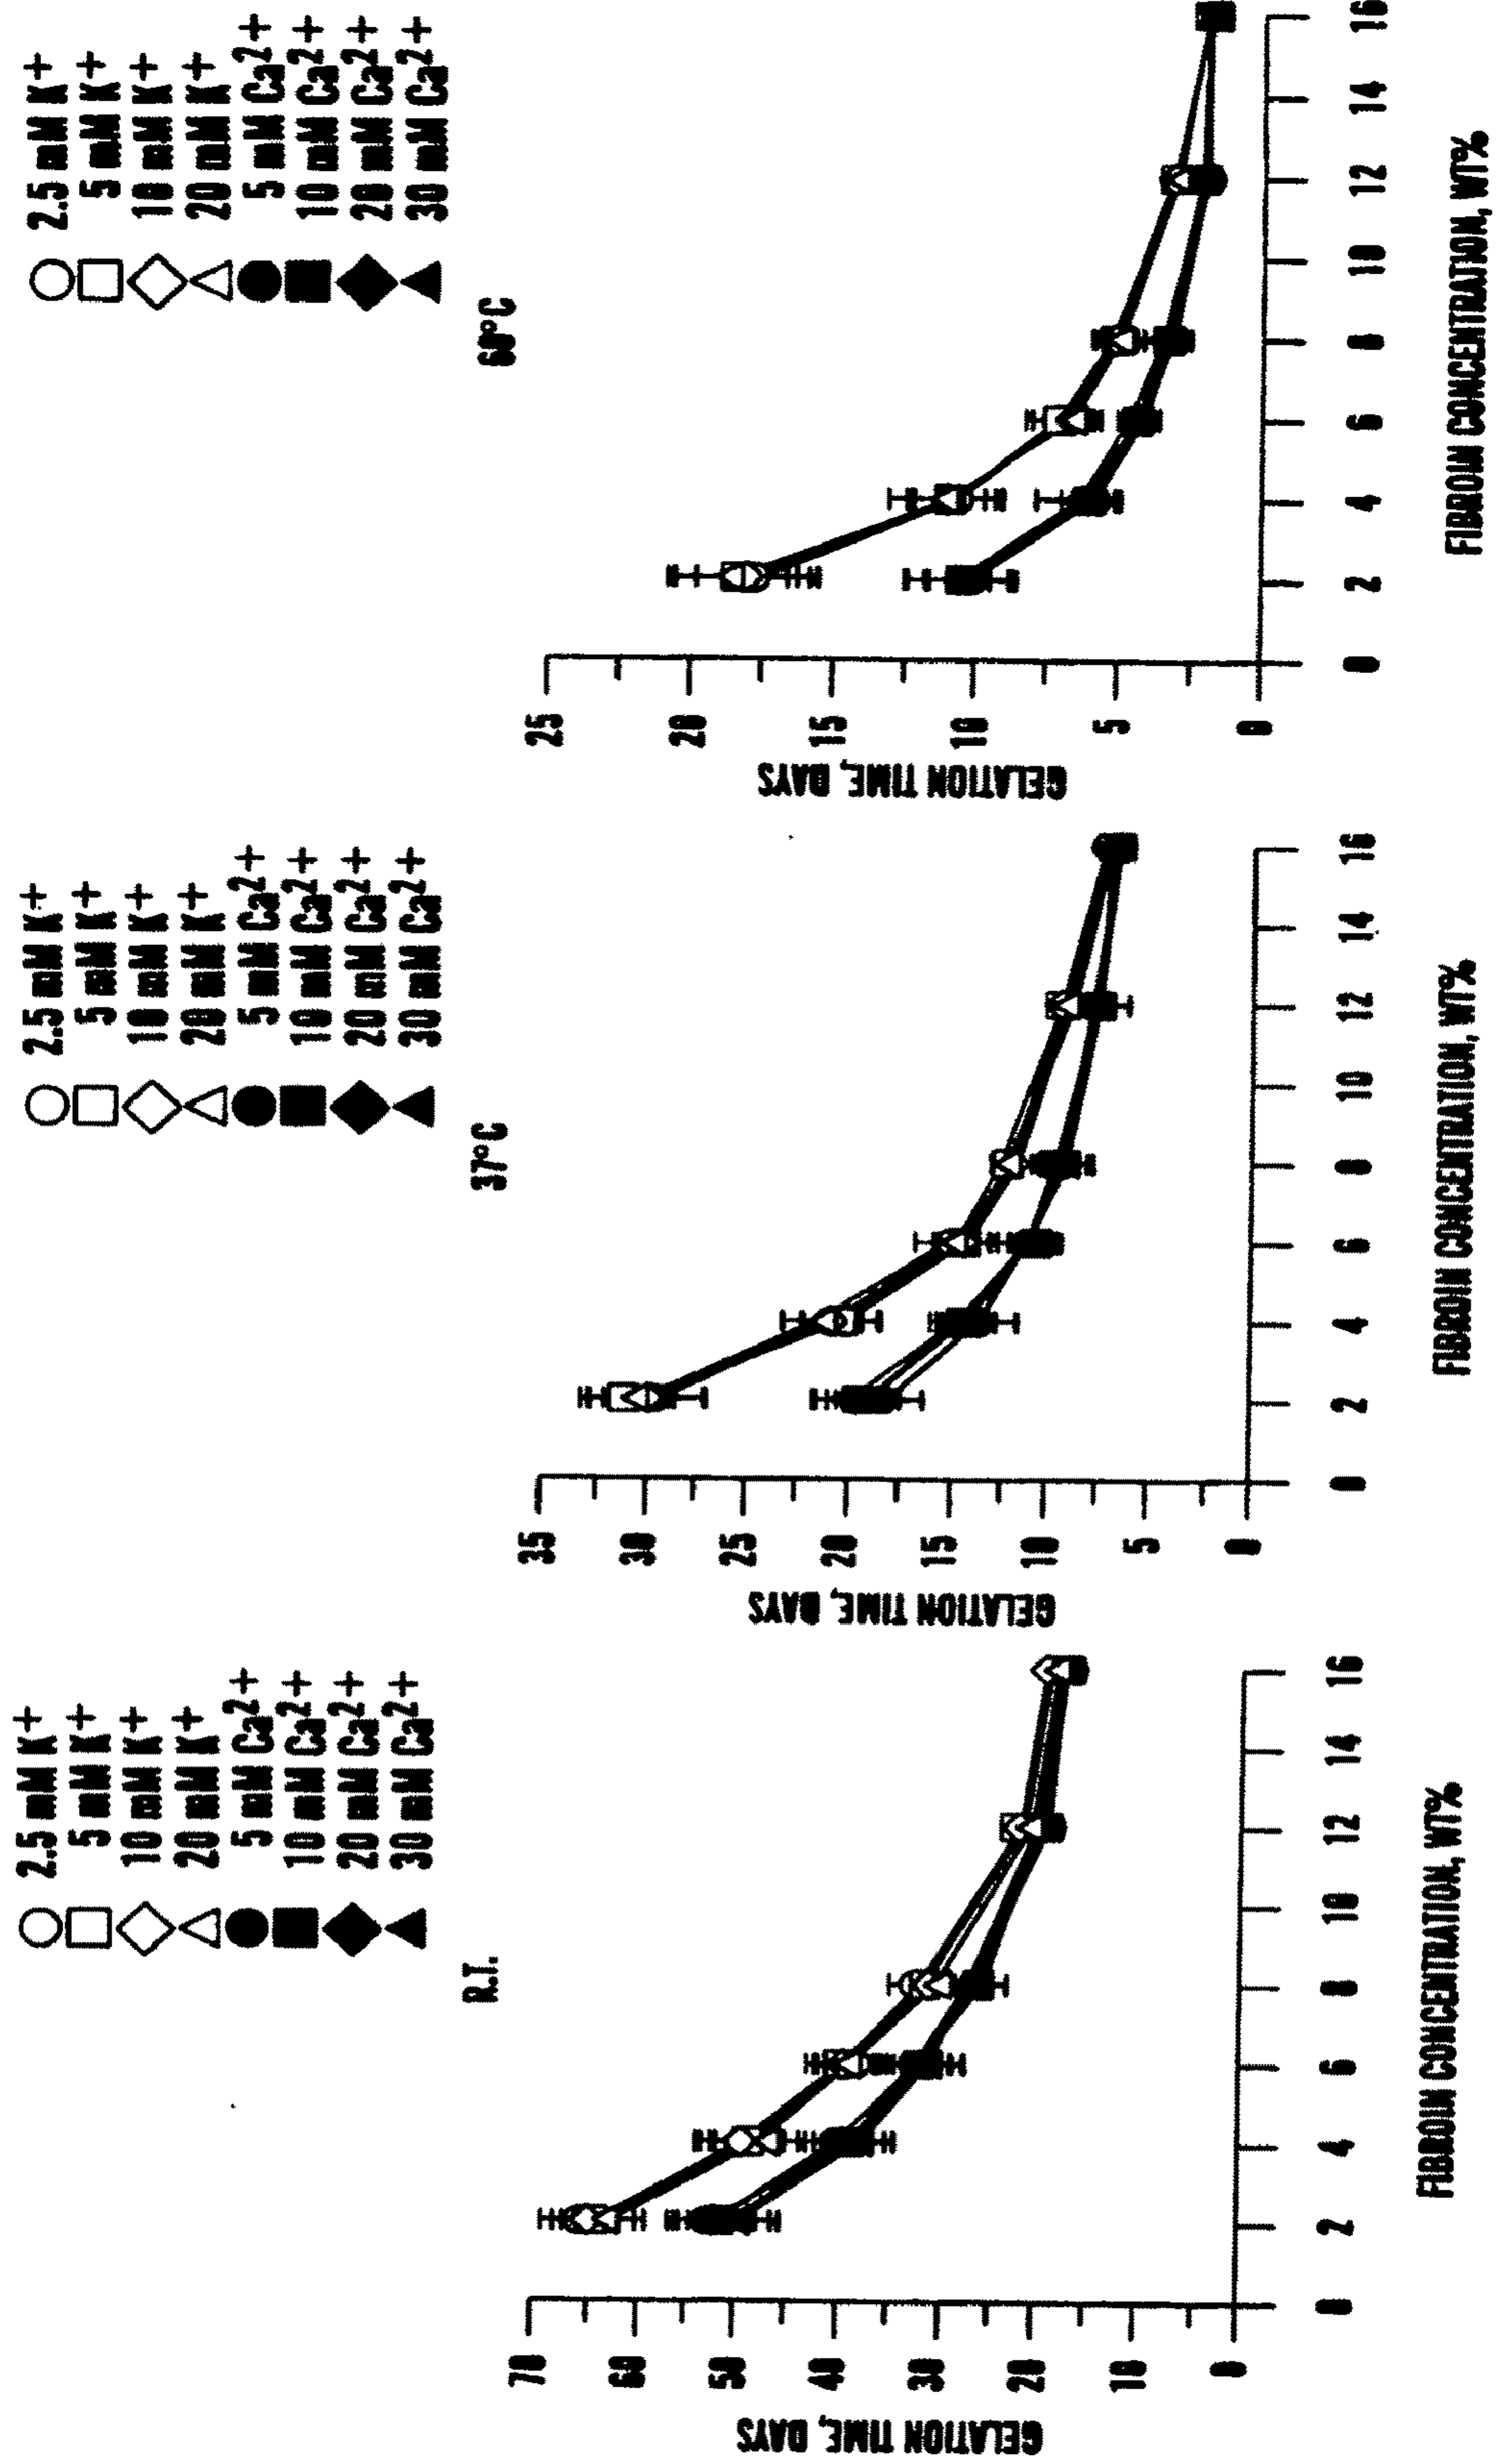 2.5 mM K+
5 mM K+
10 mM K+
20 mM K+
5 mM Ca2+
10 mM Ca2+
20 mM Ca2+
30 mM Ca2+
R.T.
GELATION TIME, DAYS
70
60
50
40
30
20
10
0
0
2
4
6
8
10
12
14
16
FIBROIN CONCENTRATION, WT%
2.5 mM K+
5 mM K+
10 mM K+
20 mM K+
5 mM Ca2+
10 mM Ca2+
20 mM Ca2+
30 mM Ca2+
37°C
GELATION TIME, DAYS
35
30
25
20
15
10
5
0
0
2
4
6
8
10
12
14
16
FIBROIN CONCENTRATION, WT%
2.5 mM K+
5 mM K+
10 mM K+
20 mM K+
5 mM Ca2+
10 mM Ca2+
20 mM Ca2+
30 mM Ca2+
60°C
GELATION TIME, DAYS
25
20
15
10
5
0
0
2
4
6
8
10
12
14
16
FIBROIN CONCENTRATION, WT%